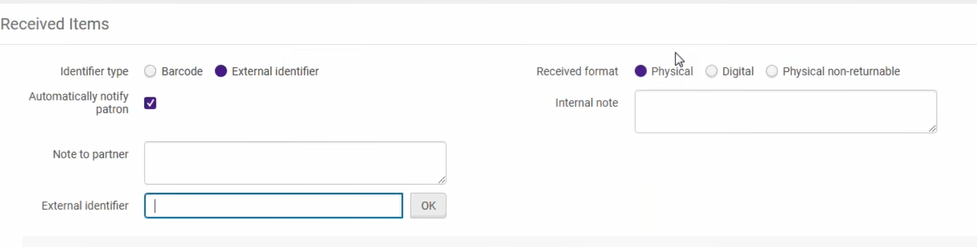 Received Items
Identifier type Barcode External identifier
Received format Physical Digital Physical non-returnable
Automatically notify
patron
Internal note
Note to partner
External identifier OK